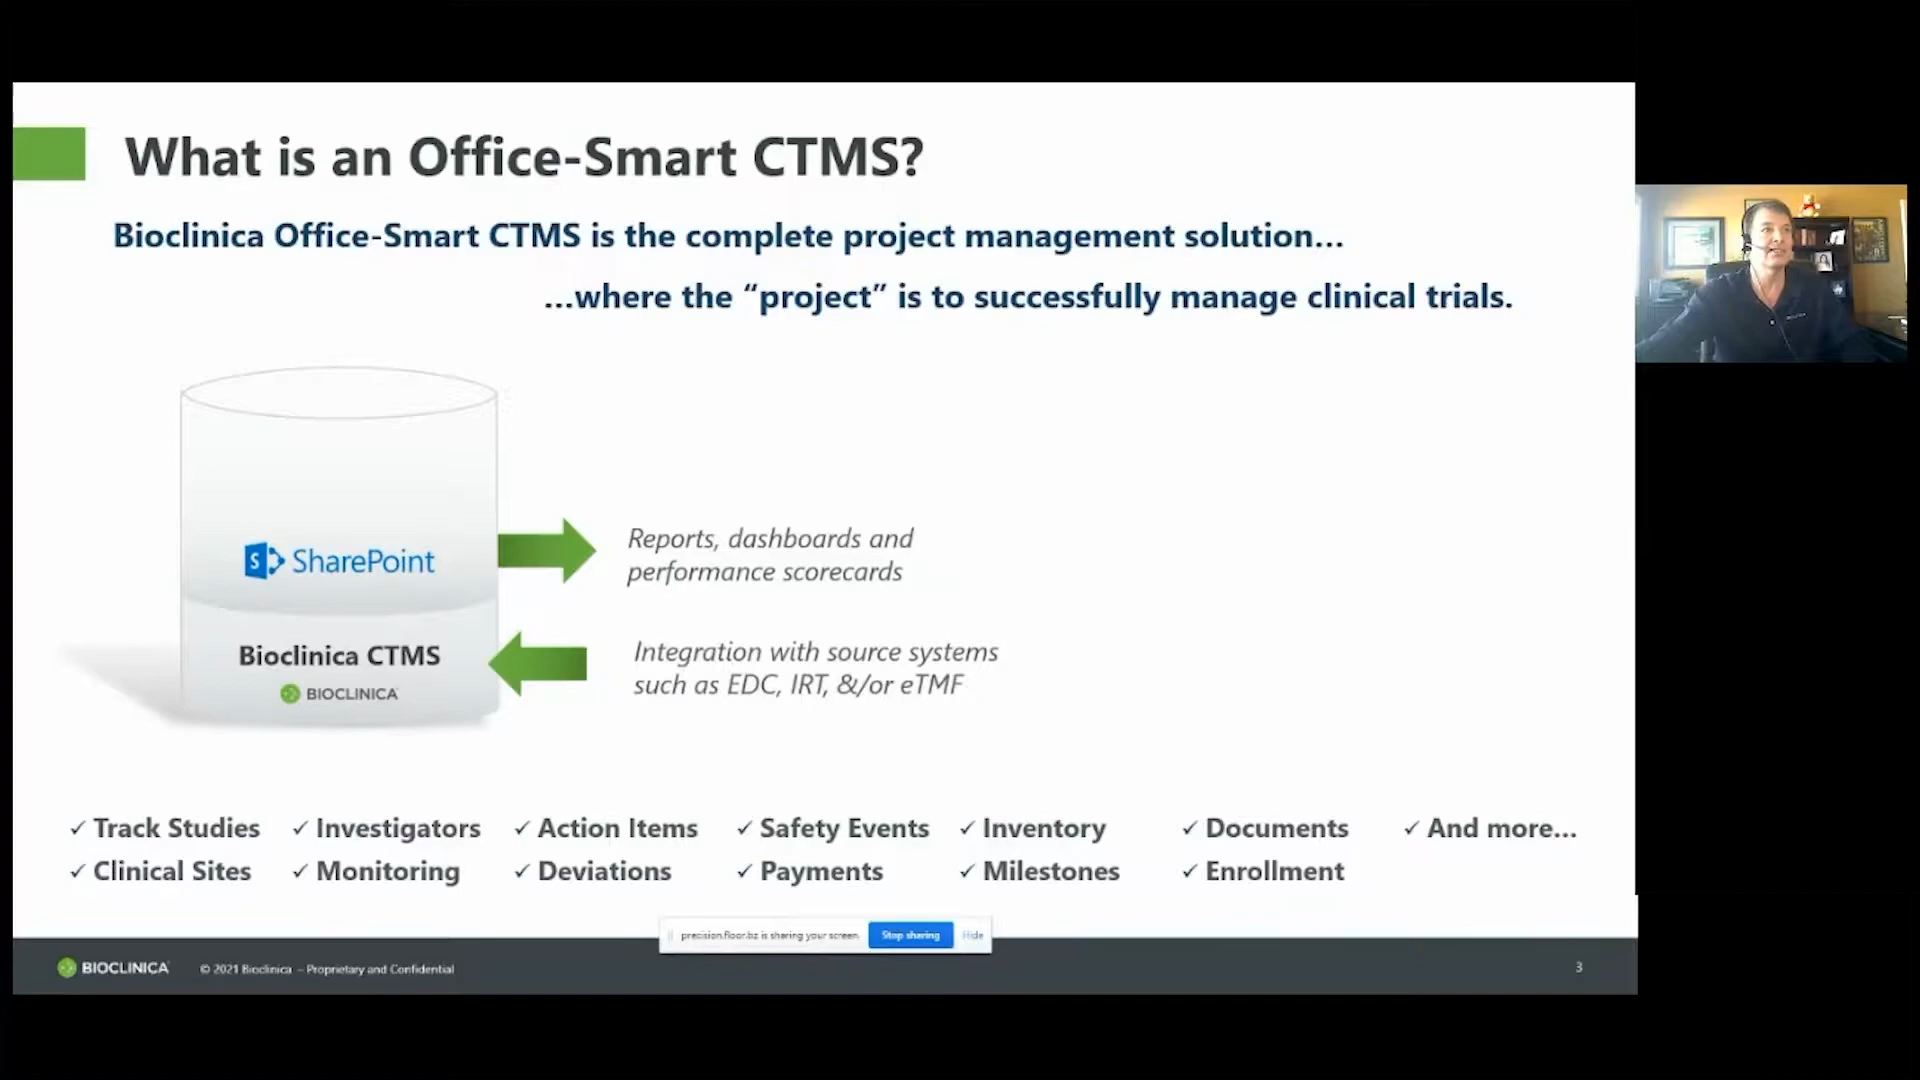 What is an Office-Smart CTMS?
Bioclinica Office-Smart CTMS is the complete project management solution...
...where the “project” is to successfully manage clinical trials.
S SharePoint
Reports, dashboards and
performance scorecards
Bioclinica CTMS
BIOCLINICA
Integration with source systems
such as EDC, IRT, &/or eTMF
✓ Track Studies ✓ Investigators ✓ Action Items ✓ Safety Events ✓ Inventory ✓ Documents ✓ And more...
✓ Clinical Sites ✓ Monitoring ✓ Deviations ✓ Payments ✓ Milestones ✓ Enrollment
precision.floor.bz is sharing your screen. Stop sharing Hide
BIOCLINICA © 2021 Bioclinica – Proprietary and Confidential 3